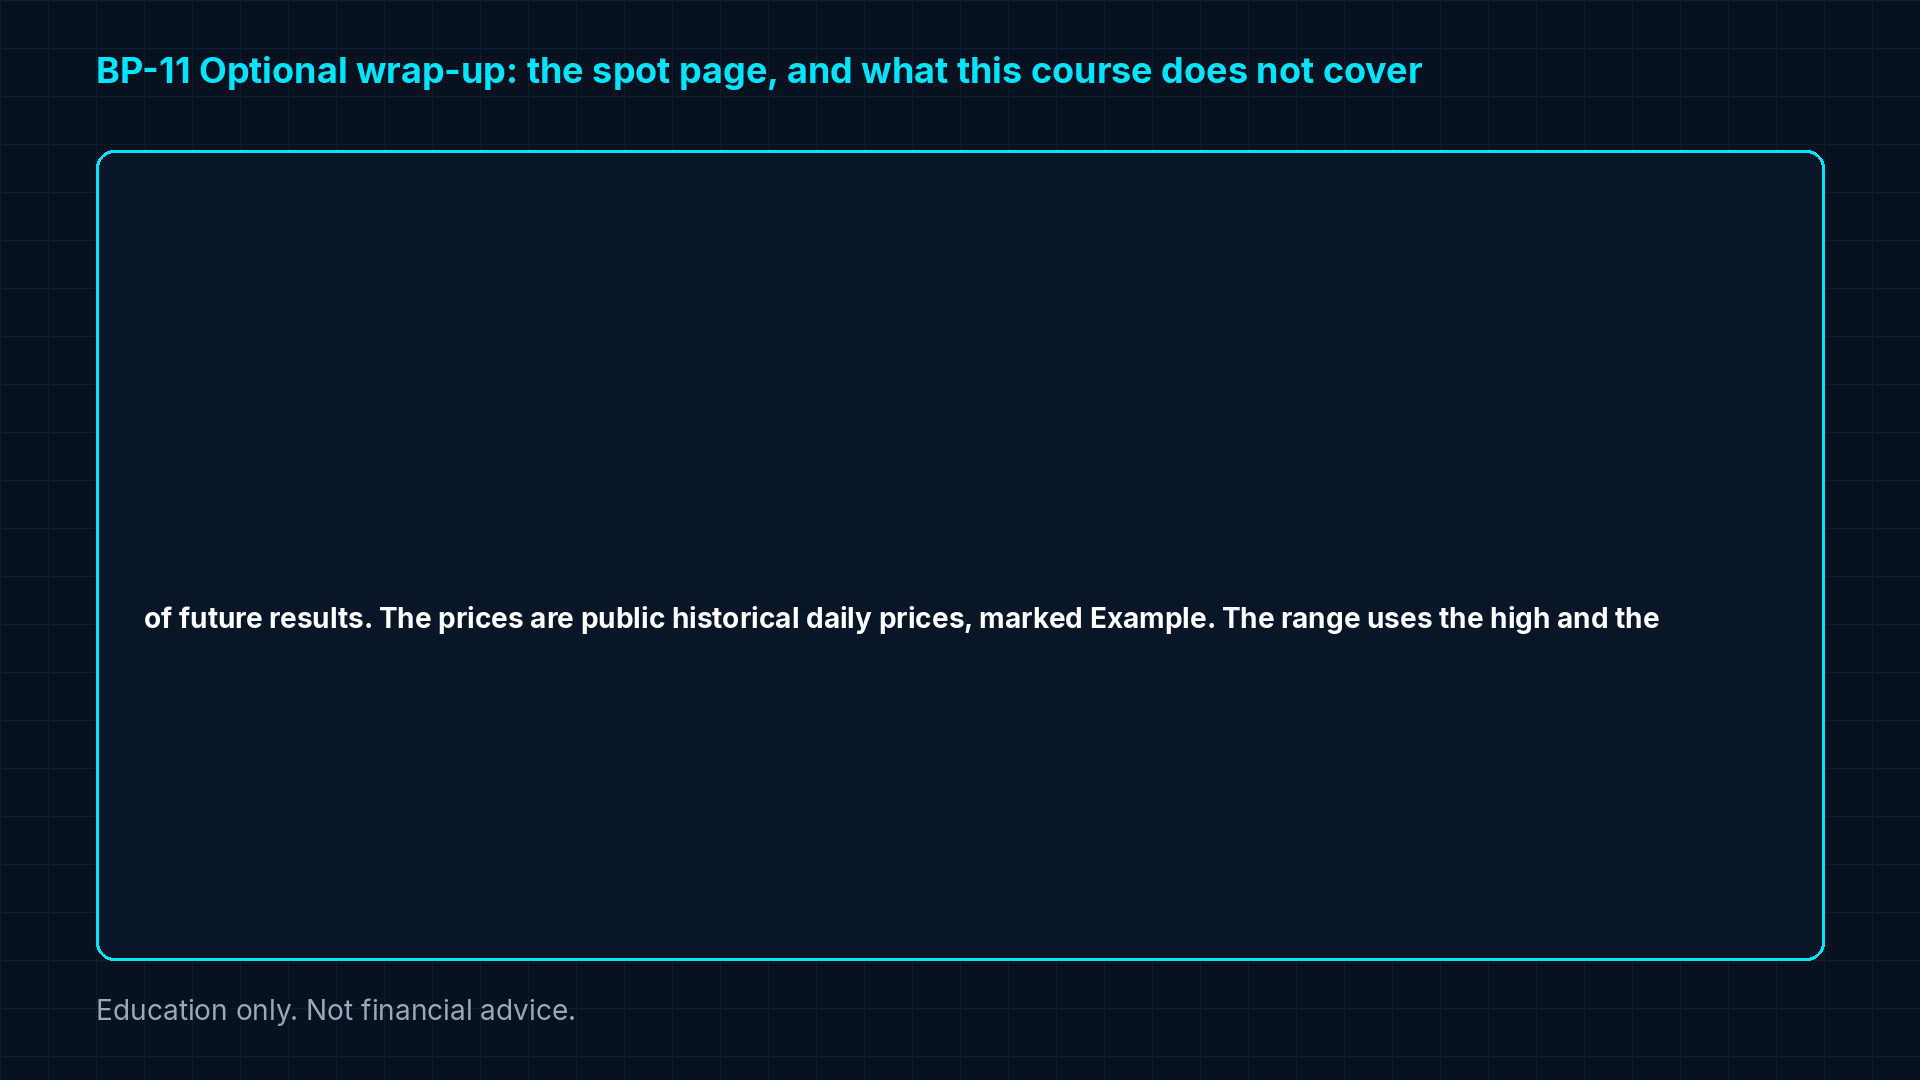 BP-11 Optional wrap-up: the spot page, and what this course does not cover
of future results. The prices are public historical daily prices, marked Example. The range uses the high and the
Education only. Not financial advice.